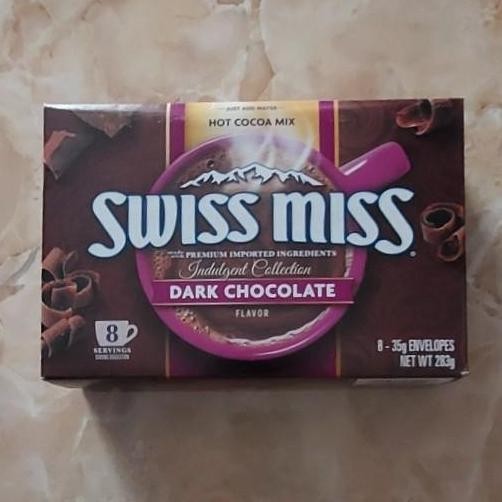 JUST ADD WATER
HOT COCOA MIX
SWISS MISS
PREMIUM IMPORTED INGREDIENTS
Indulgent Collection
DARK CHOCOLATE
FLAVOR
8
SERVINGS
8 - 35g ENVELOPES
NET WT 283g